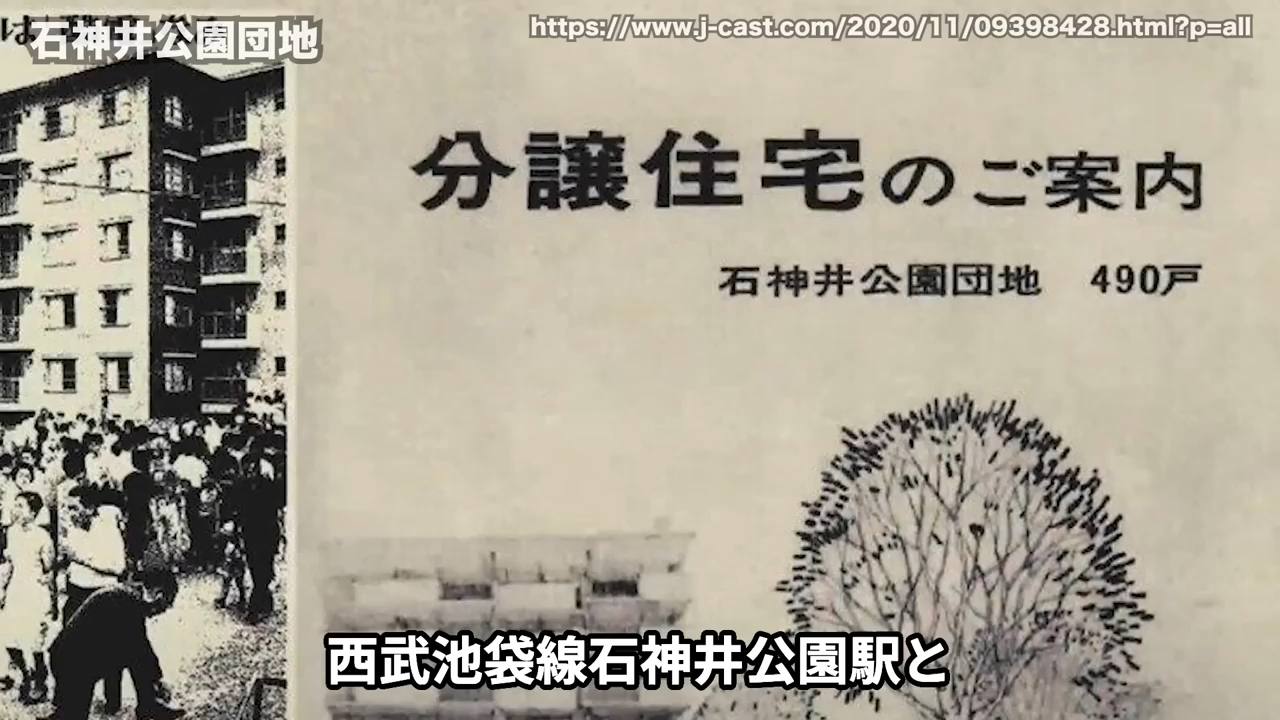 石神井公園団地
https://www.j-cast.com/2020/11/09398428.html?p=all
分譲住宅のご案内
石神井公園団地 490戸
西武池袋線石神井公園駅と